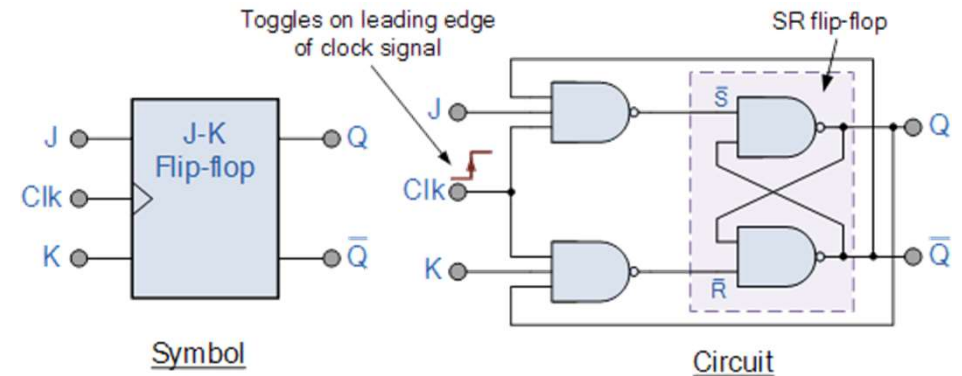 Toggles on leading edge
of clock signal
SR flip-flop
J
J-K
Flip-flop
Q
Clk
K
Q̅
Symbol
J
S̅
Q
Clk
K
R̅
Q̅
Circuit